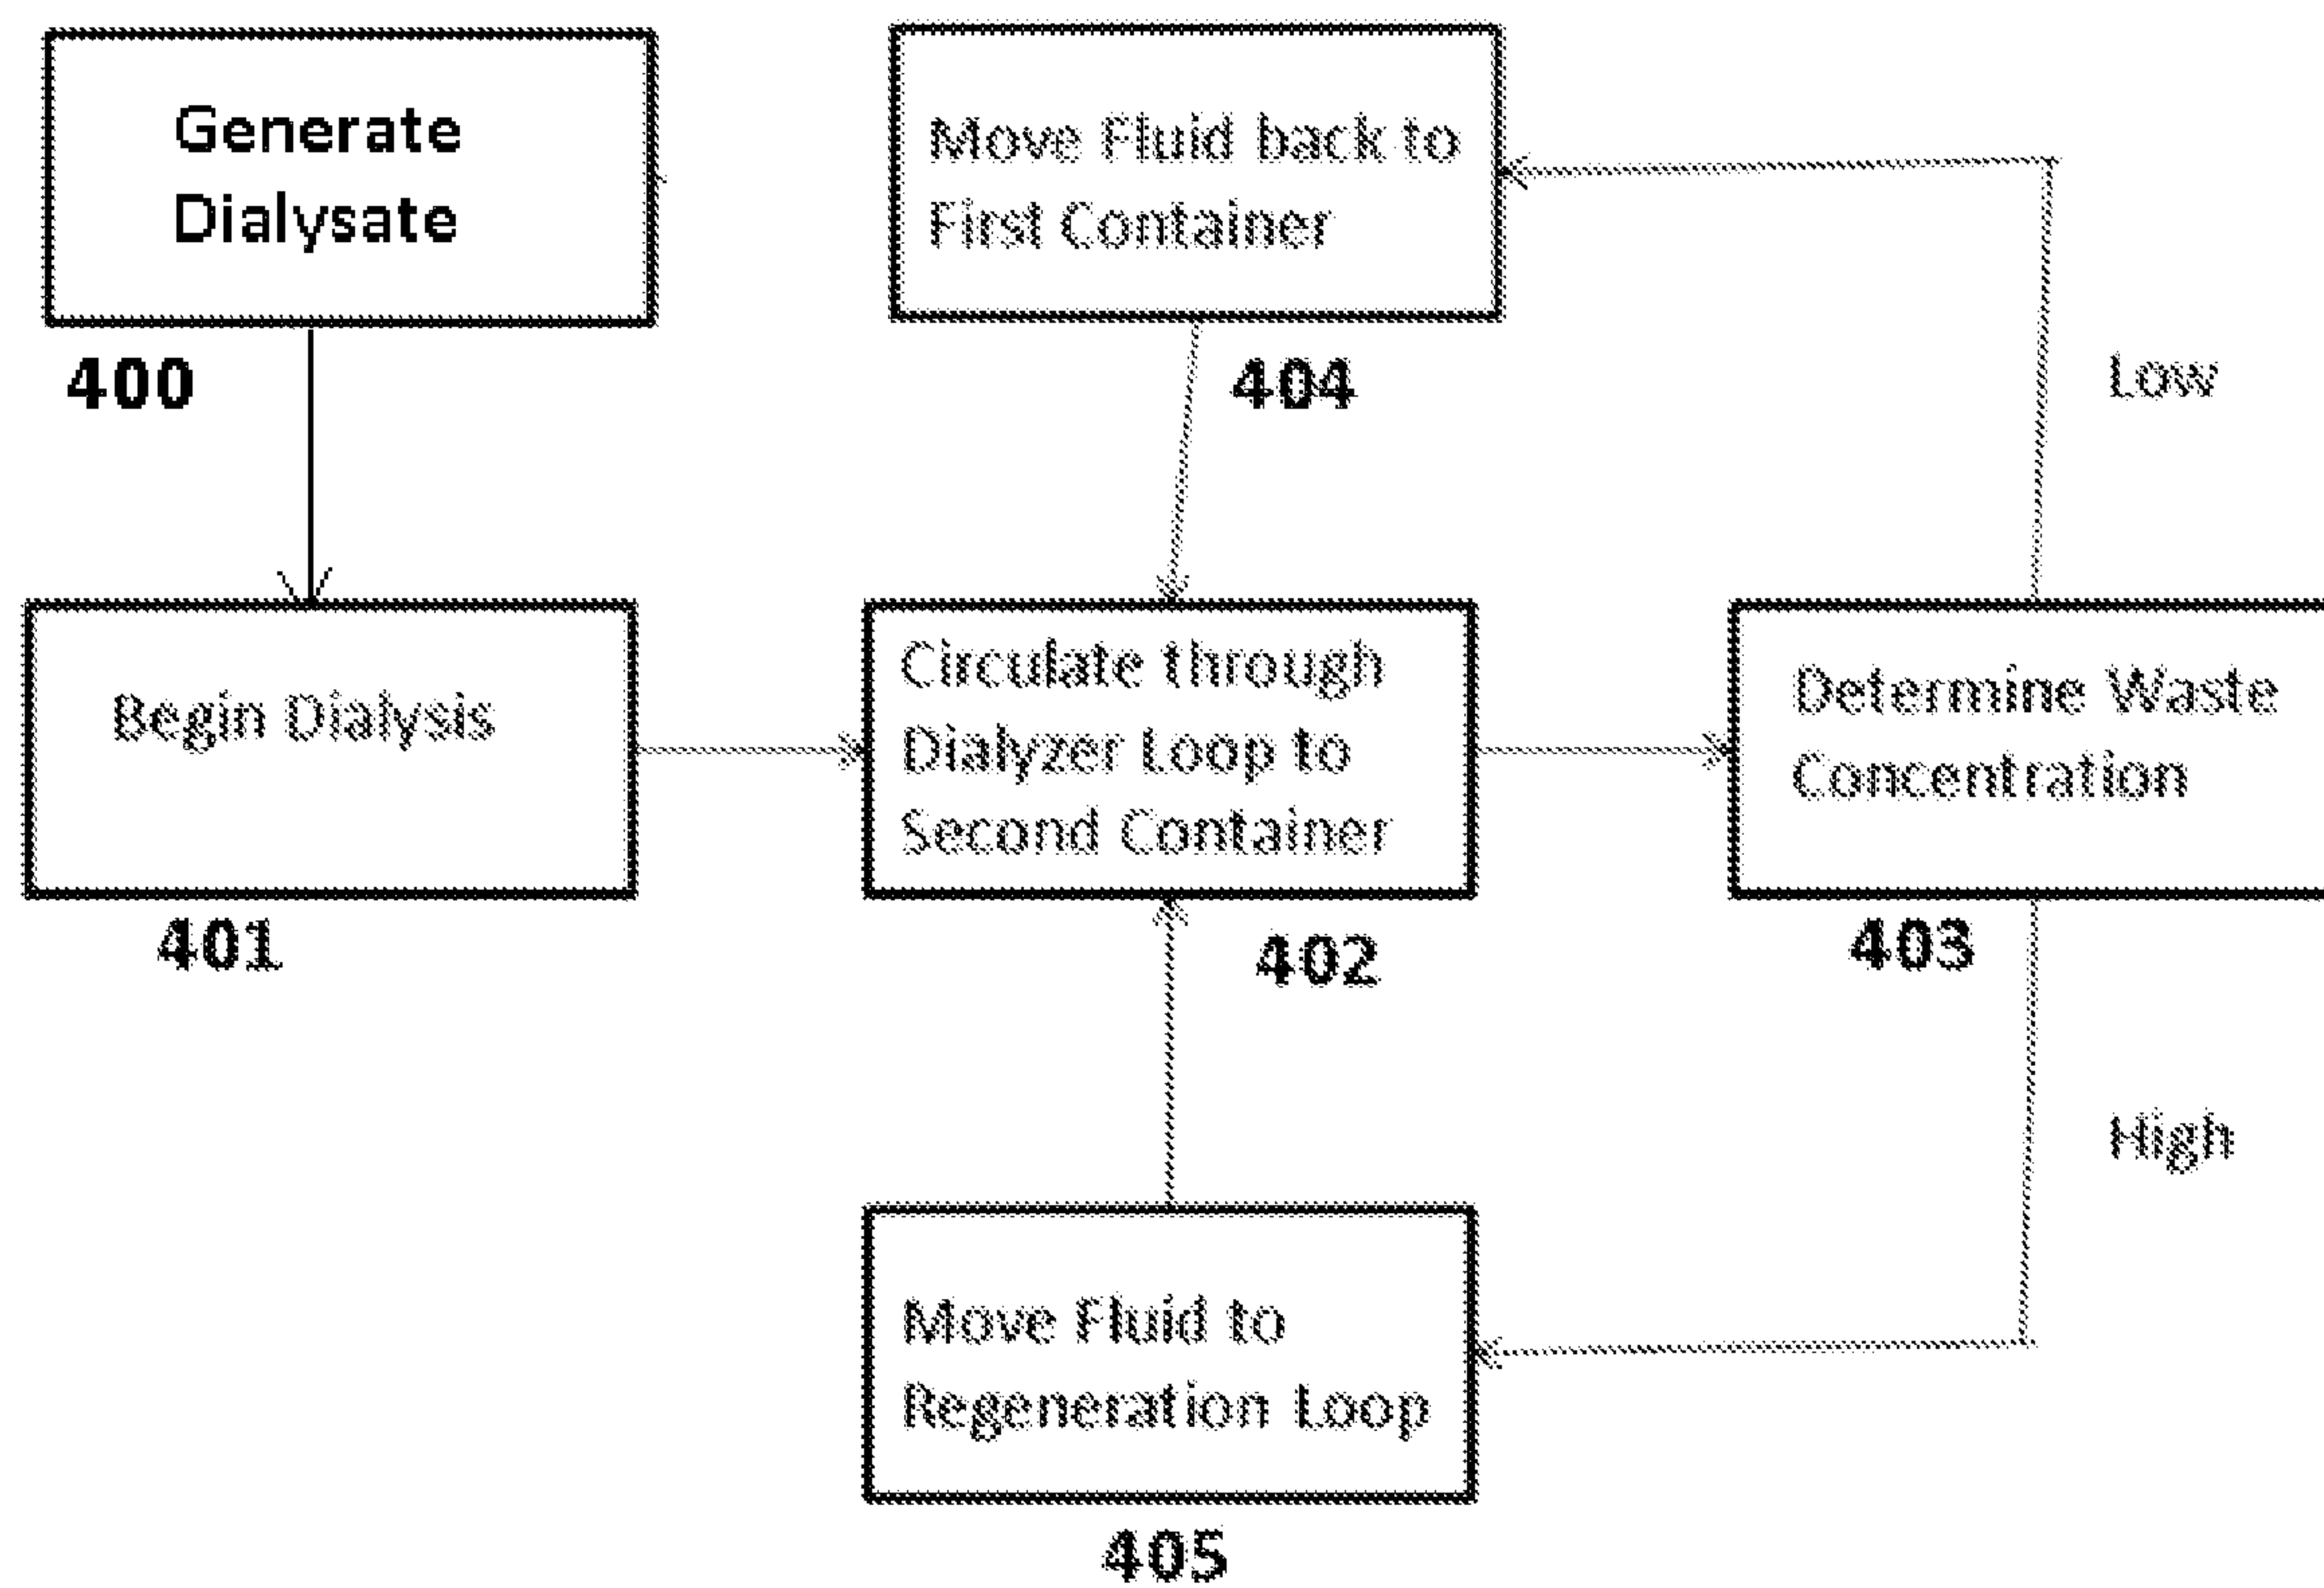 Generate
Dialysate
400
Move Fluid back to
First Container
404
Low
Begin Dialysis
401
Circulate through
Dialyzer Loop to
Second Container
402
Determine Waste
Concentration
403
High
Move Fluid to
Regeneration Loop
405